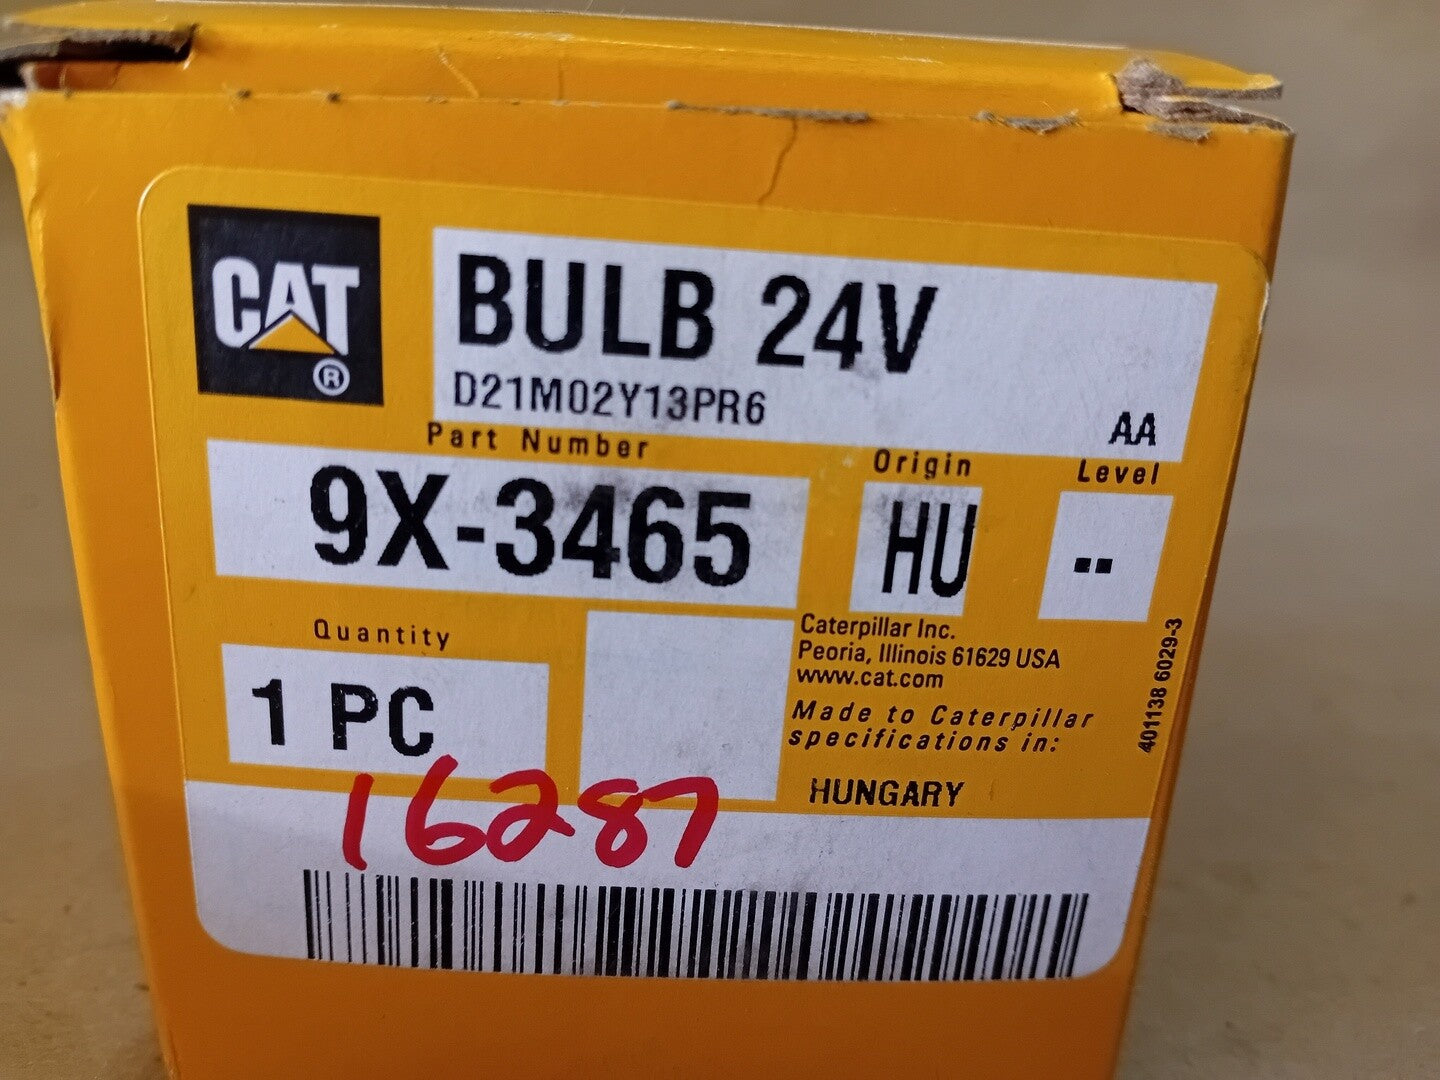 CAT
®
BULB 24V
D21M02Y13PR6
AA
Part Number
Origin
Level
9X-3465
HU
--
Quantity
1 PC
Caterpillar Inc.
Peoria, Illinois 61629 USA
www.cat.com
Made to Caterpillar
specifications in:
HUNGARY
401138 6029-3
16287